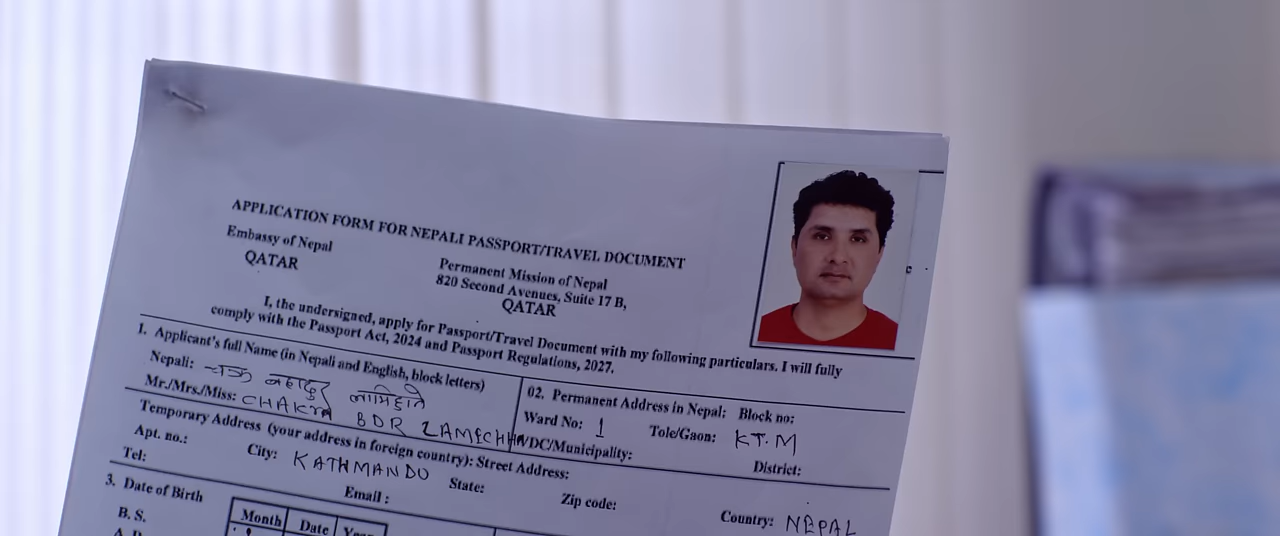 APPLICATION FORM FOR NEPALI PASSPORT/TRAVEL DOCUMENT
Embassy of Nepal
QATAR
Permanent Mission of Nepal
820 Second Avenues, Suite 17 B,
QATAR
I, the undersigned, apply for Passport/Travel Document with my following particulars. I will fully
comply with the Passport Act, 2024 and Passport Regulations, 2027.
1. Applicant's full Name (in Nepali and English, block letters)
Nepali: चक्र बहादुर लामिछाने
Mr./Mrs./Miss: CHAKRA BDR LAMECHH
02. Permanent Address in Nepal: Block no:
Ward No: 1 Tole/Gaon: KT.M
VDC/Municipality: District:
Temporary Address (your address in foreign country): Street Address:
Apt. no.: City: KATHMANDU State: Zip code: Country: NEPAL
Tel: Email :
3. Date of Birth
B. S.
Month Date Year
A. D.